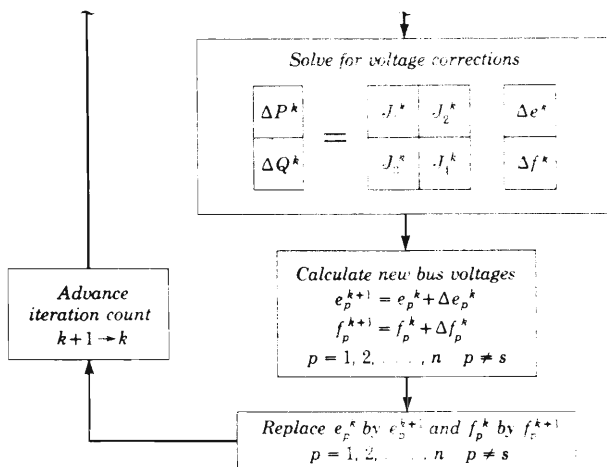 Solve for voltage corrections
ΔP^k = J_1^k J_2^k Δe^k
ΔQ^k J_3^k J_4^k Δf^k
Calculate new bus voltages
e_p^{k+1} = e_p^k + Δe_p^k
f_p^{k+1} = f_p^k + Δf_p^k
p = 1, 2, . . . . , n p ≠ s
Advance
iteration count
k+1 → k
Replace e_p^k by e_p^{k+1} and f_p^k by f_p^{k+1}
p = 1, 2, . . . . , n p ≠ s